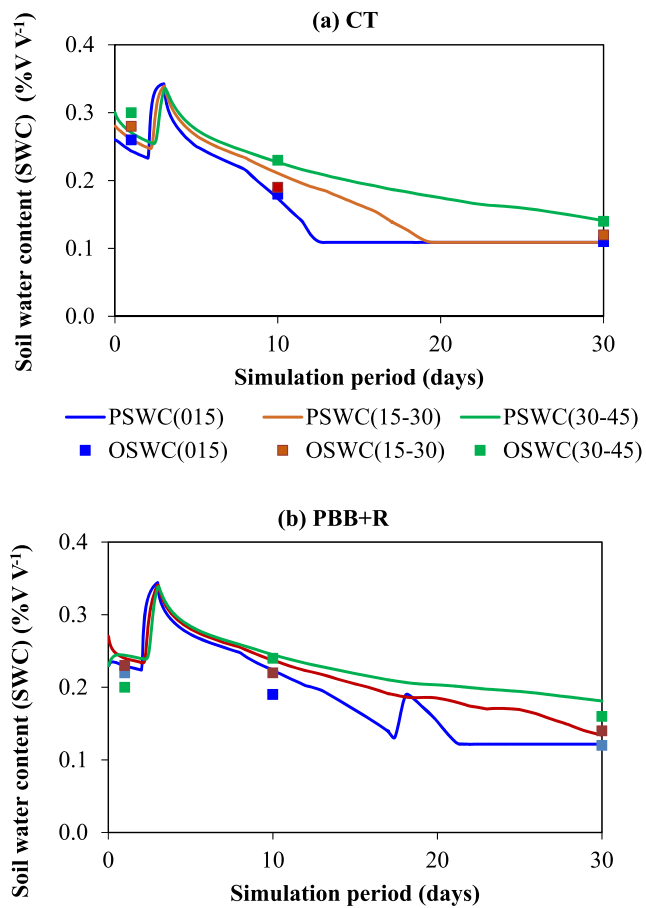 (a) CT
Soil water content (SWC) (%V V-1)
0.4
0.3
0.2
0.1
0.0
0 10 20 30
Simulation period (days)
PSWC(015) PSWC(15-30) PSWC(30-45)
OSWC(015) OSWC(15-30) OSWC(30-45)
(b) PBB+R
Soil water content (SWC) (%V V-1)
0.4
0.3
0.2
0.1
0.0
0 10 20 30
Simulation period (days)